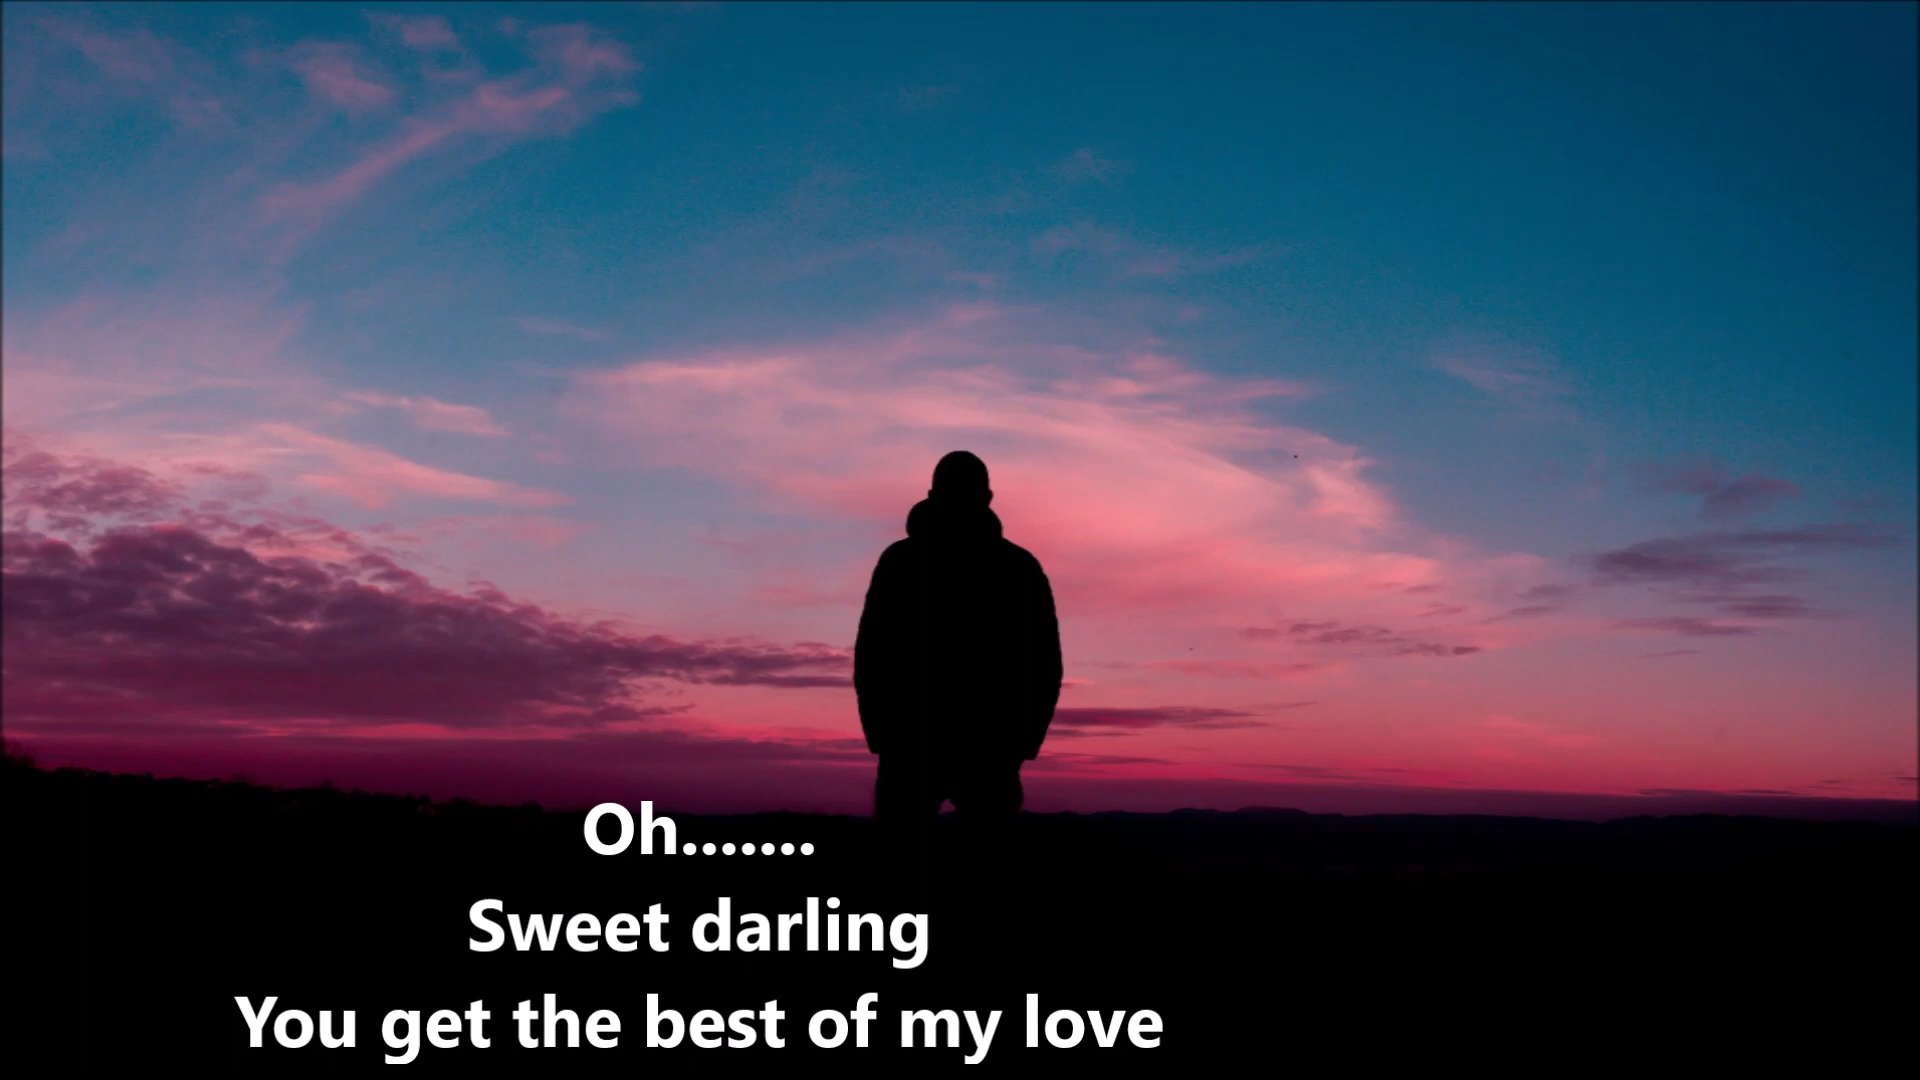 Oh.......
Sweet darling
You get the best of my love